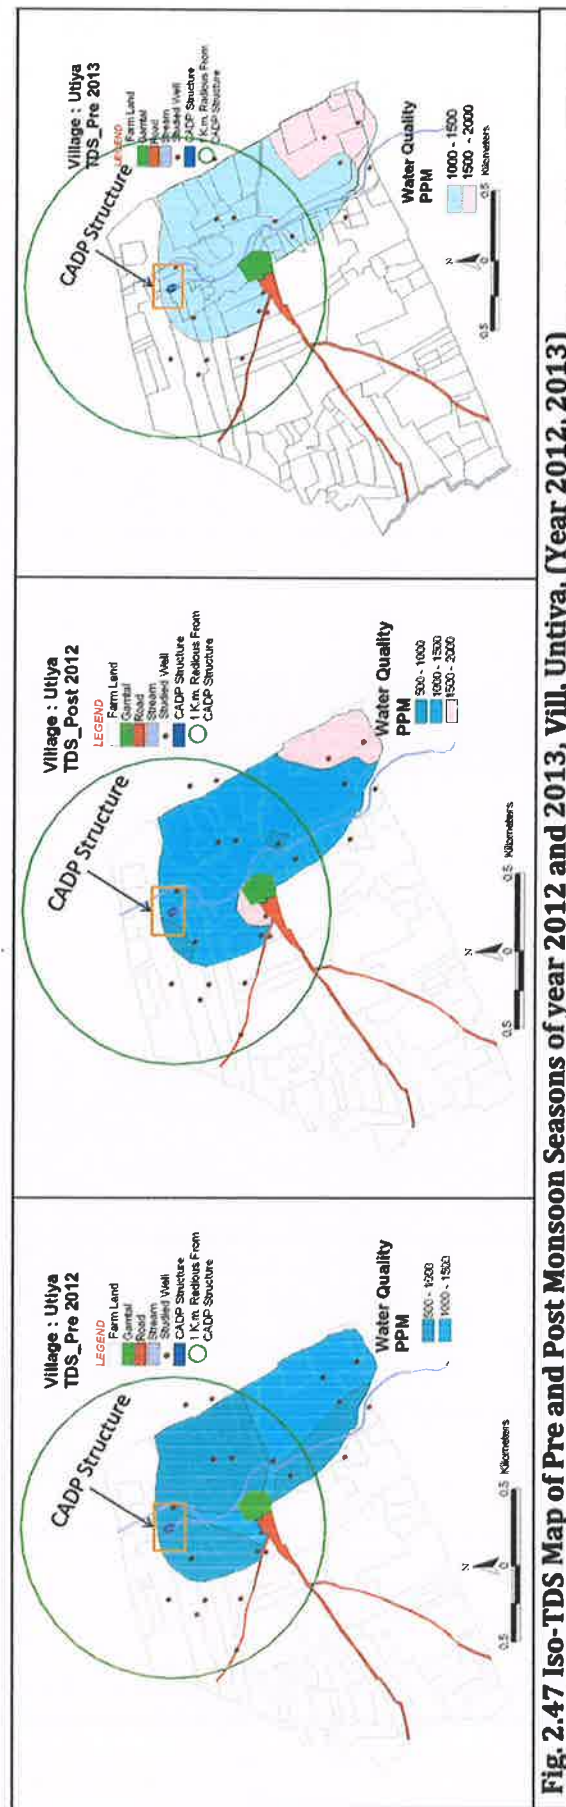 Village : Utiya
TDS_Pre 2012
LEGEND
Farm Land
Gamtal
Road
Stream
Studied Well
CADP Structure
1 K.m. Radious From
CADP Structure
CADP Structure
Water Quality
PPM
500 - 1000
1000 - 1500
N
0.5 0 0.5 Kilometers
Village : Utiya
TDS_Post 2012
LEGEND
Farm Land
Gamtal
Road
Stream
Studied Well
CADP Structure
1 K.m. Radious From
CADP Structure
CADP Structure
Water Quality
PPM
500 - 1000
1000 - 1500
1500 - 2000
N
0.5 0 0.5 Kilometers
Village : Utiya
TDS_Pre 2013
LEGEND
Farm Land
Gamtal
Road
Stream
Studied Well
CADP Structure
1 K.m. Radious From
CADP Structure
CADP Structure
Water Quality
PPM
1000 - 1500
1500 - 2000
N
0.5 0 0.5 Kilometers
Fig. 2.47 Iso-TDS Map of Pre and Post Monsoon Seasons of year 2012 and 2013, Vill. Untiya, (Year 2012, 2013)